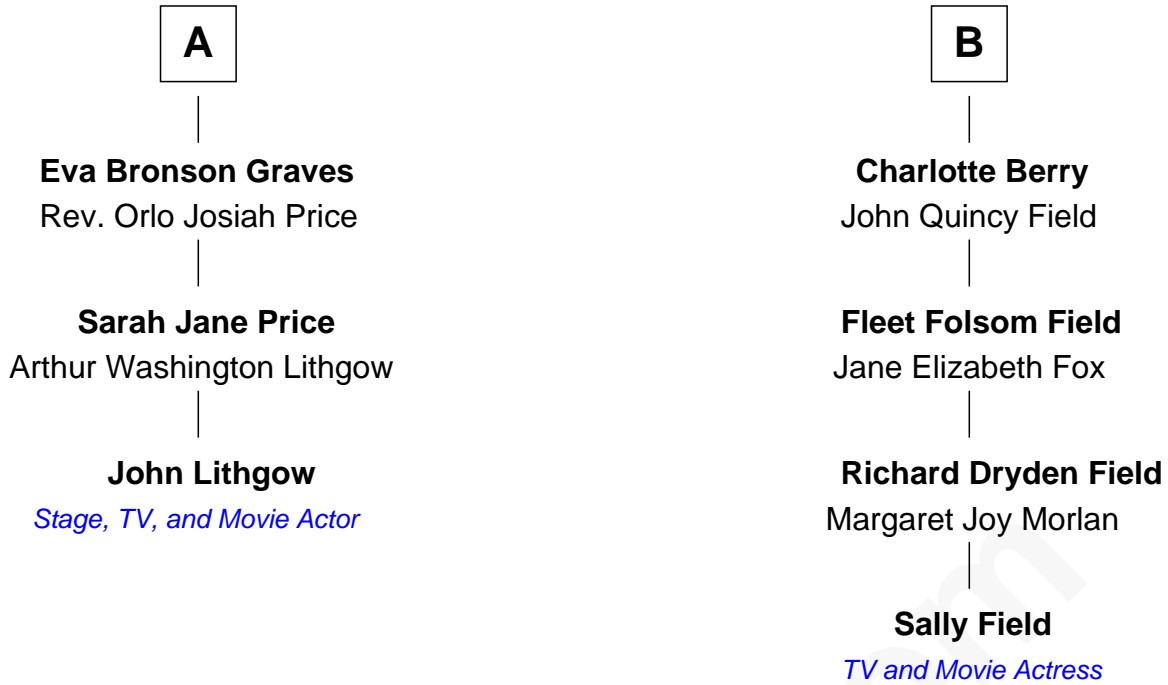 A
Eva Bronson Graves
Rev. Orlo Josiah Price
Sarah Jane Price
Arthur Washington Lithgow
John Lithgow
Stage, TV, and Movie Actor
B
Charlotte Berry
John Quincy Field
Fleet Folsom Field
Jane Elizabeth Fox
Richard Dryden Field
Margaret Joy Morlan
Sally Field
TV and Movie Actress